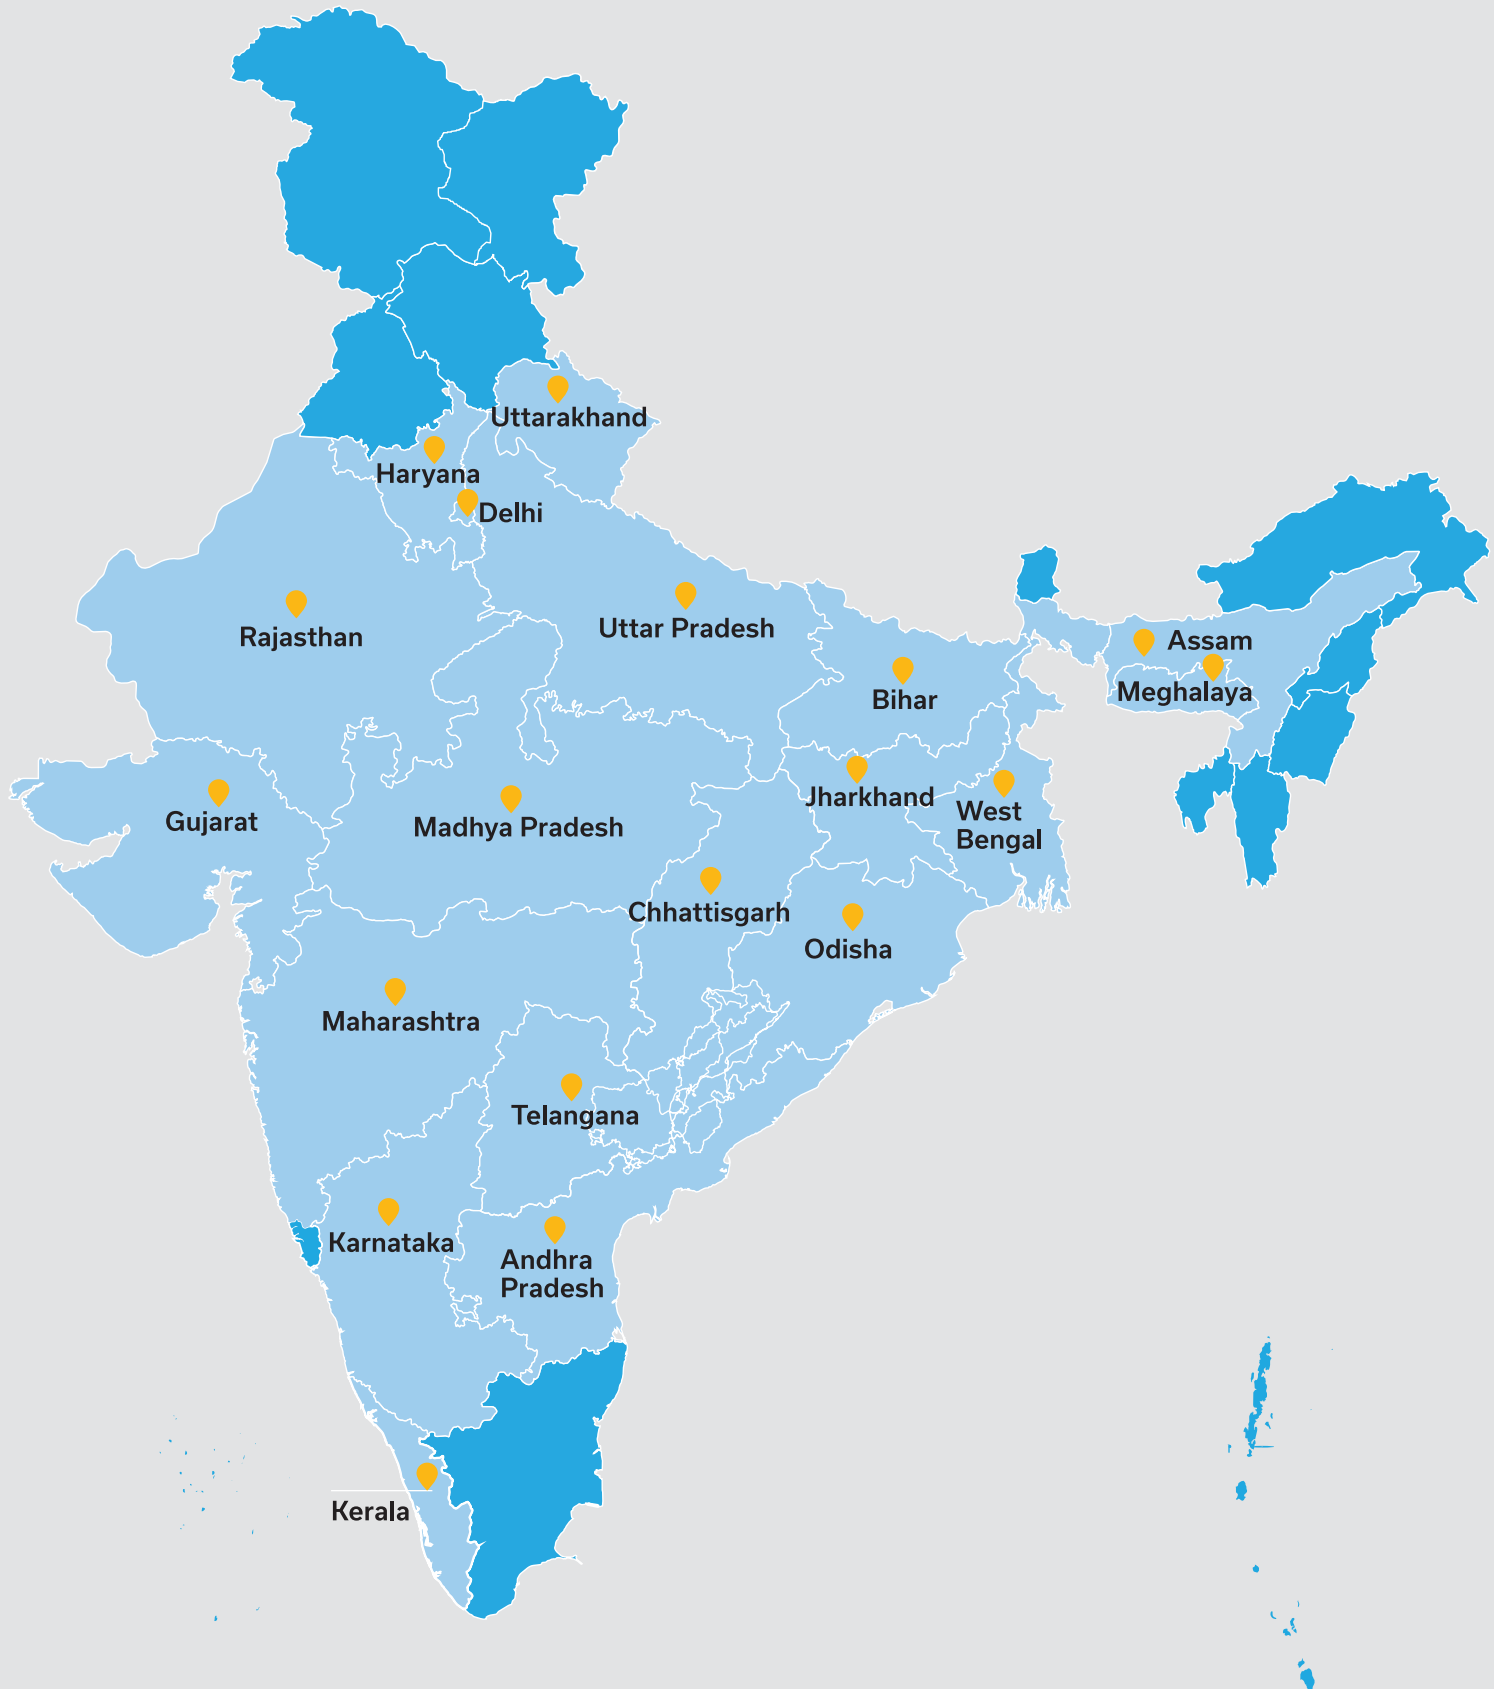 Uttarakhand
Haryana
Delhi
Rajasthan
Uttar Pradesh
Assam
Meghalaya
Bihar
Jharkhand
West
Bengal
Gujarat
Madhya Pradesh
Chhattisgarh
Odisha
Maharashtra
Telangana
Karnataka
Andhra
Pradesh
Kerala